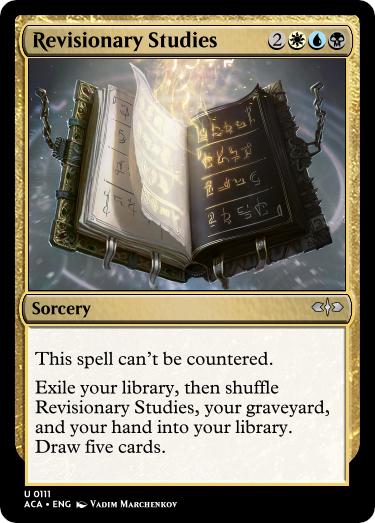 Revisionary Studies 2
Sorcery
This spell can't be countered.
Exile your library, then shuffle
Revisionary Studies, your graveyard,
and your hand into your library.
Draw five cards.
U 0111
ACA • ENG Vadim Marchenkov